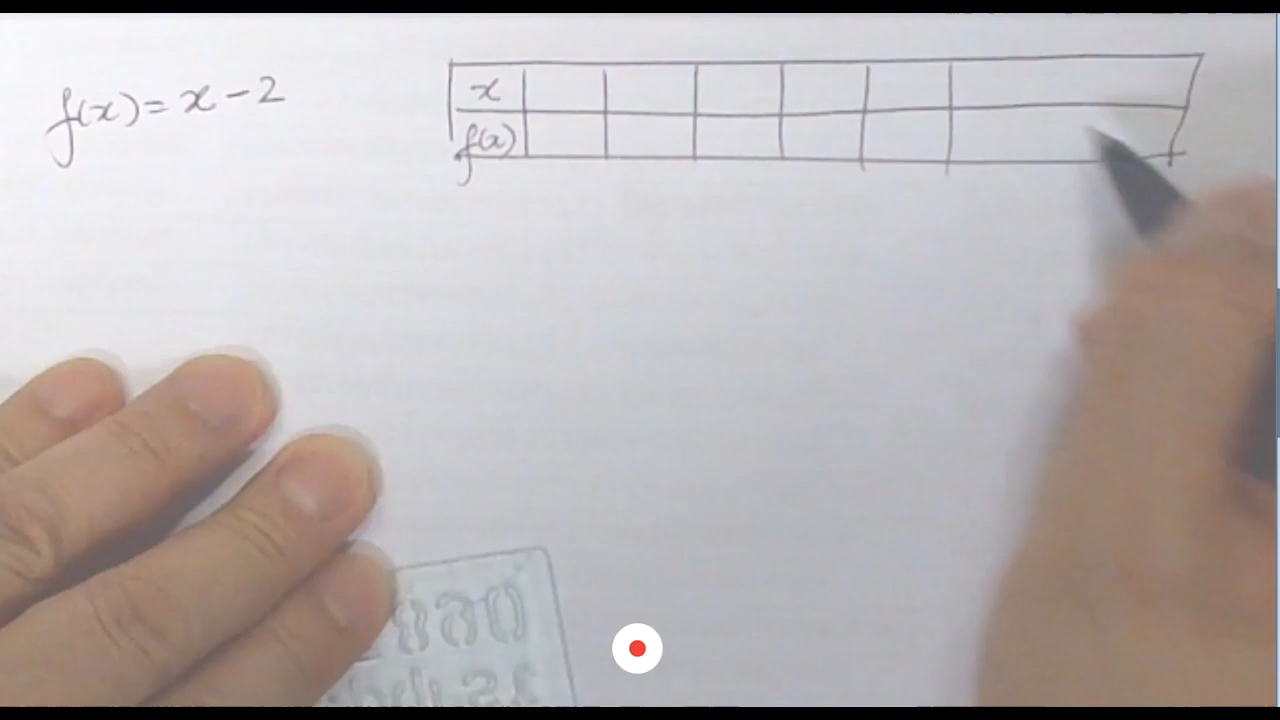 f(x) = x - 2
x
f(x)